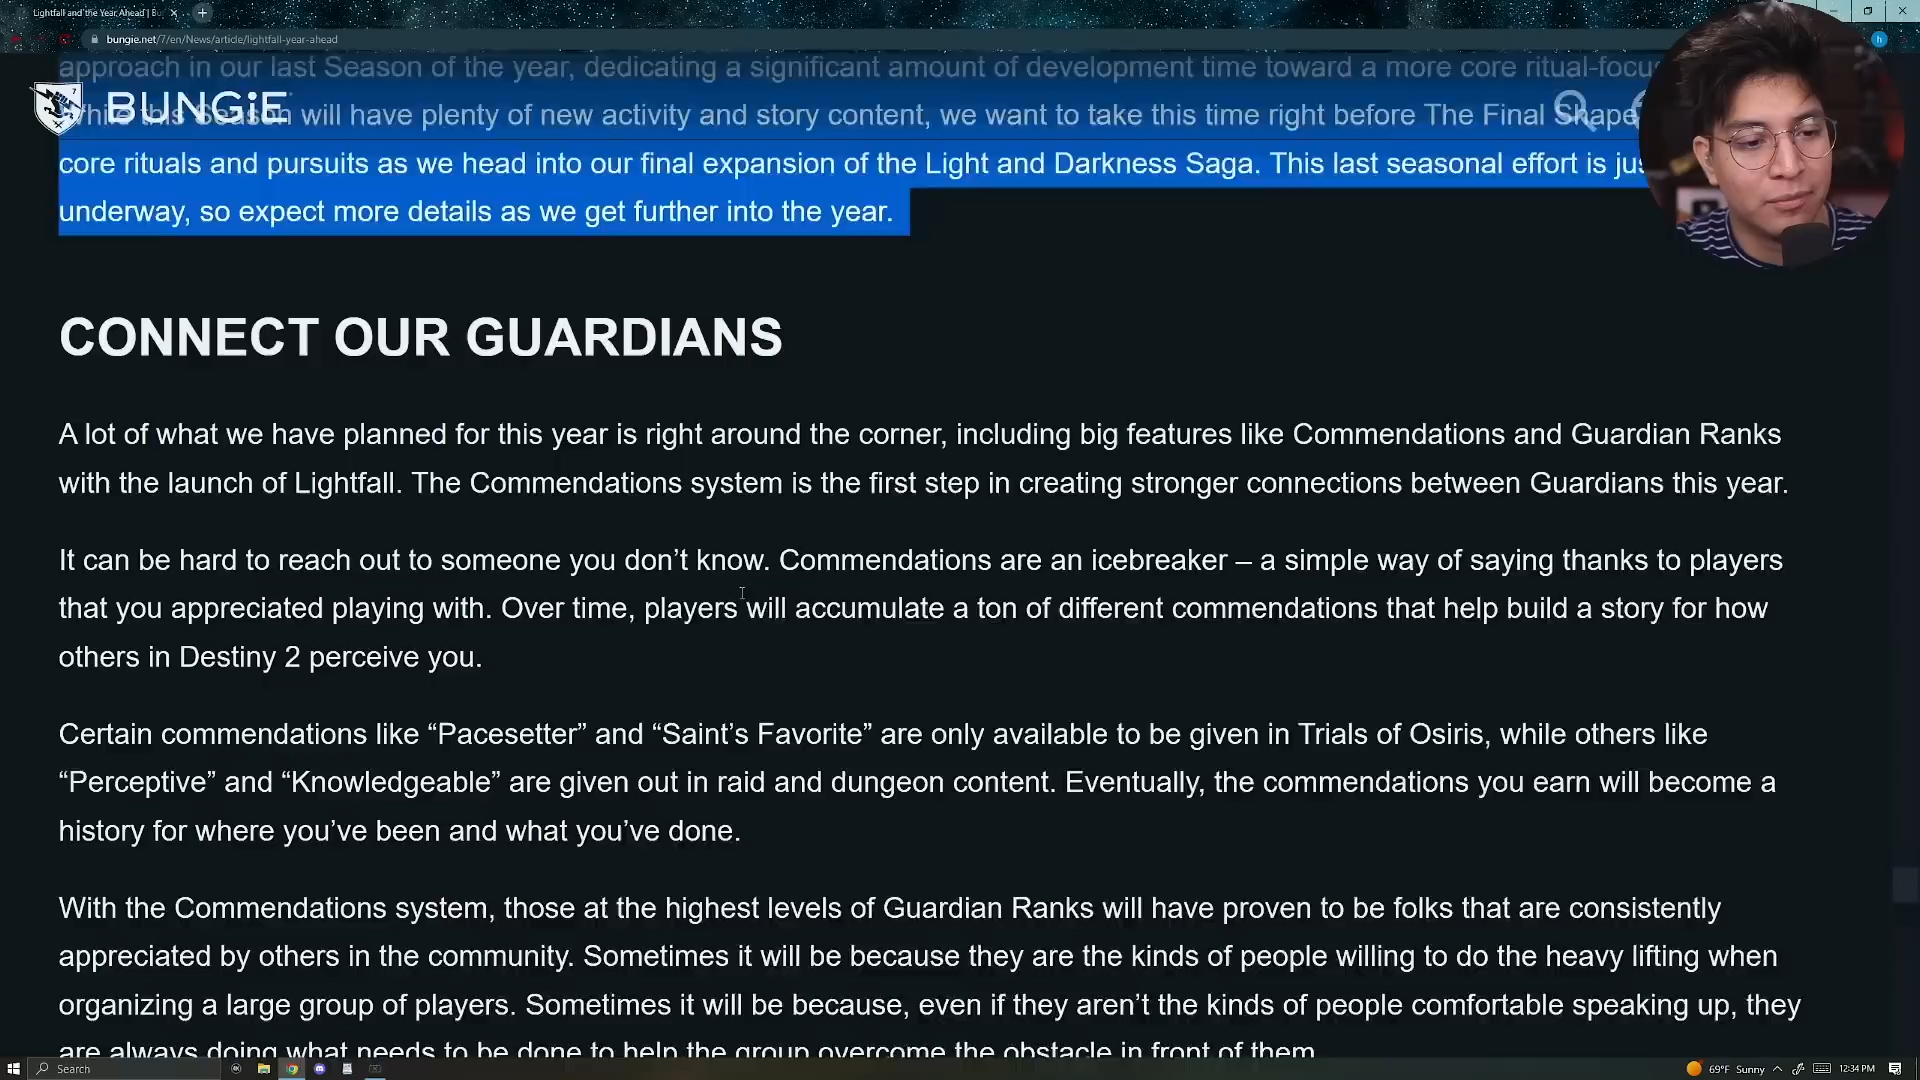 Lightfall and the Year Ahead | Bu
bungie.net/7/en/News/article/lightfall-year-ahead
h
approach in our last Season of the year, dedicating a significant amount of development time toward a more core
BUNGiE
While this Season will have plenty of new activity and story content, we want to take this time right before The Final Shape
core rituals and pursuits as we head into our final expansion of the Light and Darkness Saga. This last seasonal effort is
underway, so expect more details as we get further into the year.
CONNECT OUR GUARDIANS
A lot of what we have planned for this year is right around the corner, including big features like Commendations and Guardian Ranks
with the launch of Lightfall. The Commendations system is the first step in creating stronger connections between Guardians this year.
It can be hard to reach out to someone you don’t know. Commendations are an icebreaker – a simple way of saying thanks to players
that you appreciated playing with. Over time, players will accumulate a ton of different commendations that help build a story for how
others in Destiny 2 perceive you.
Certain commendations like “Pacesetter” and “Saint’s Favorite” are only available to be given in Trials of Osiris, while others like
“Perceptive” and “Knowledgeable” are given out in raid and dungeon content. Eventually, the commendations you earn will become a
history for where you’ve been and what you’ve done.
With the Commendations system, those at the highest levels of Guardian Ranks will have proven to be folks that are consistently
appreciated by others in the community. Sometimes it will be because they are the kinds of people willing to do the heavy lifting when
organizing a large group of players. Sometimes it will be because, even if they aren’t the kinds of people comfortable speaking up, they
are always doing what needs to be done to help the group overcome the obstacle in front of them.
Search
69°F Sunny
12:34 PM